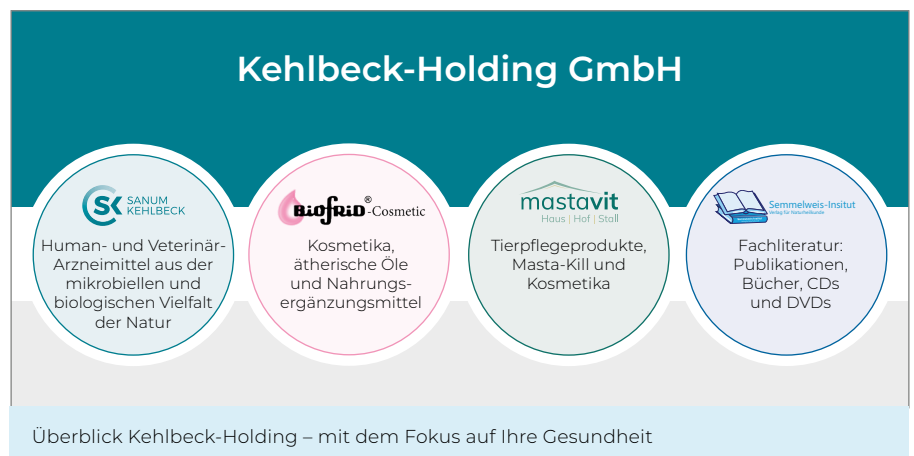 Kehlbeck-Holding GmbH
SK SANUM
KEHLBECK
Human- und Veterinär-
Arzneimittel aus der
mikrobiellen und
biologischen Vielfalt
der Natur
BiofRiD®-Cosmetic
Kosmetika,
ätherische Öle
und Nahrungs-
ergänzungsmittel
mastavit
Haus | Hof | Stall
Tierpflegeprodukte,
Masta-Kill und
Kosmetika
Semmelweis-Insitut
Verlag für Naturheilkunde
Fachliteratur:
Publikationen,
Bücher, CDs
und DVDs
Überblick Kehlbeck-Holding – mit dem Fokus auf Ihre Gesundheit